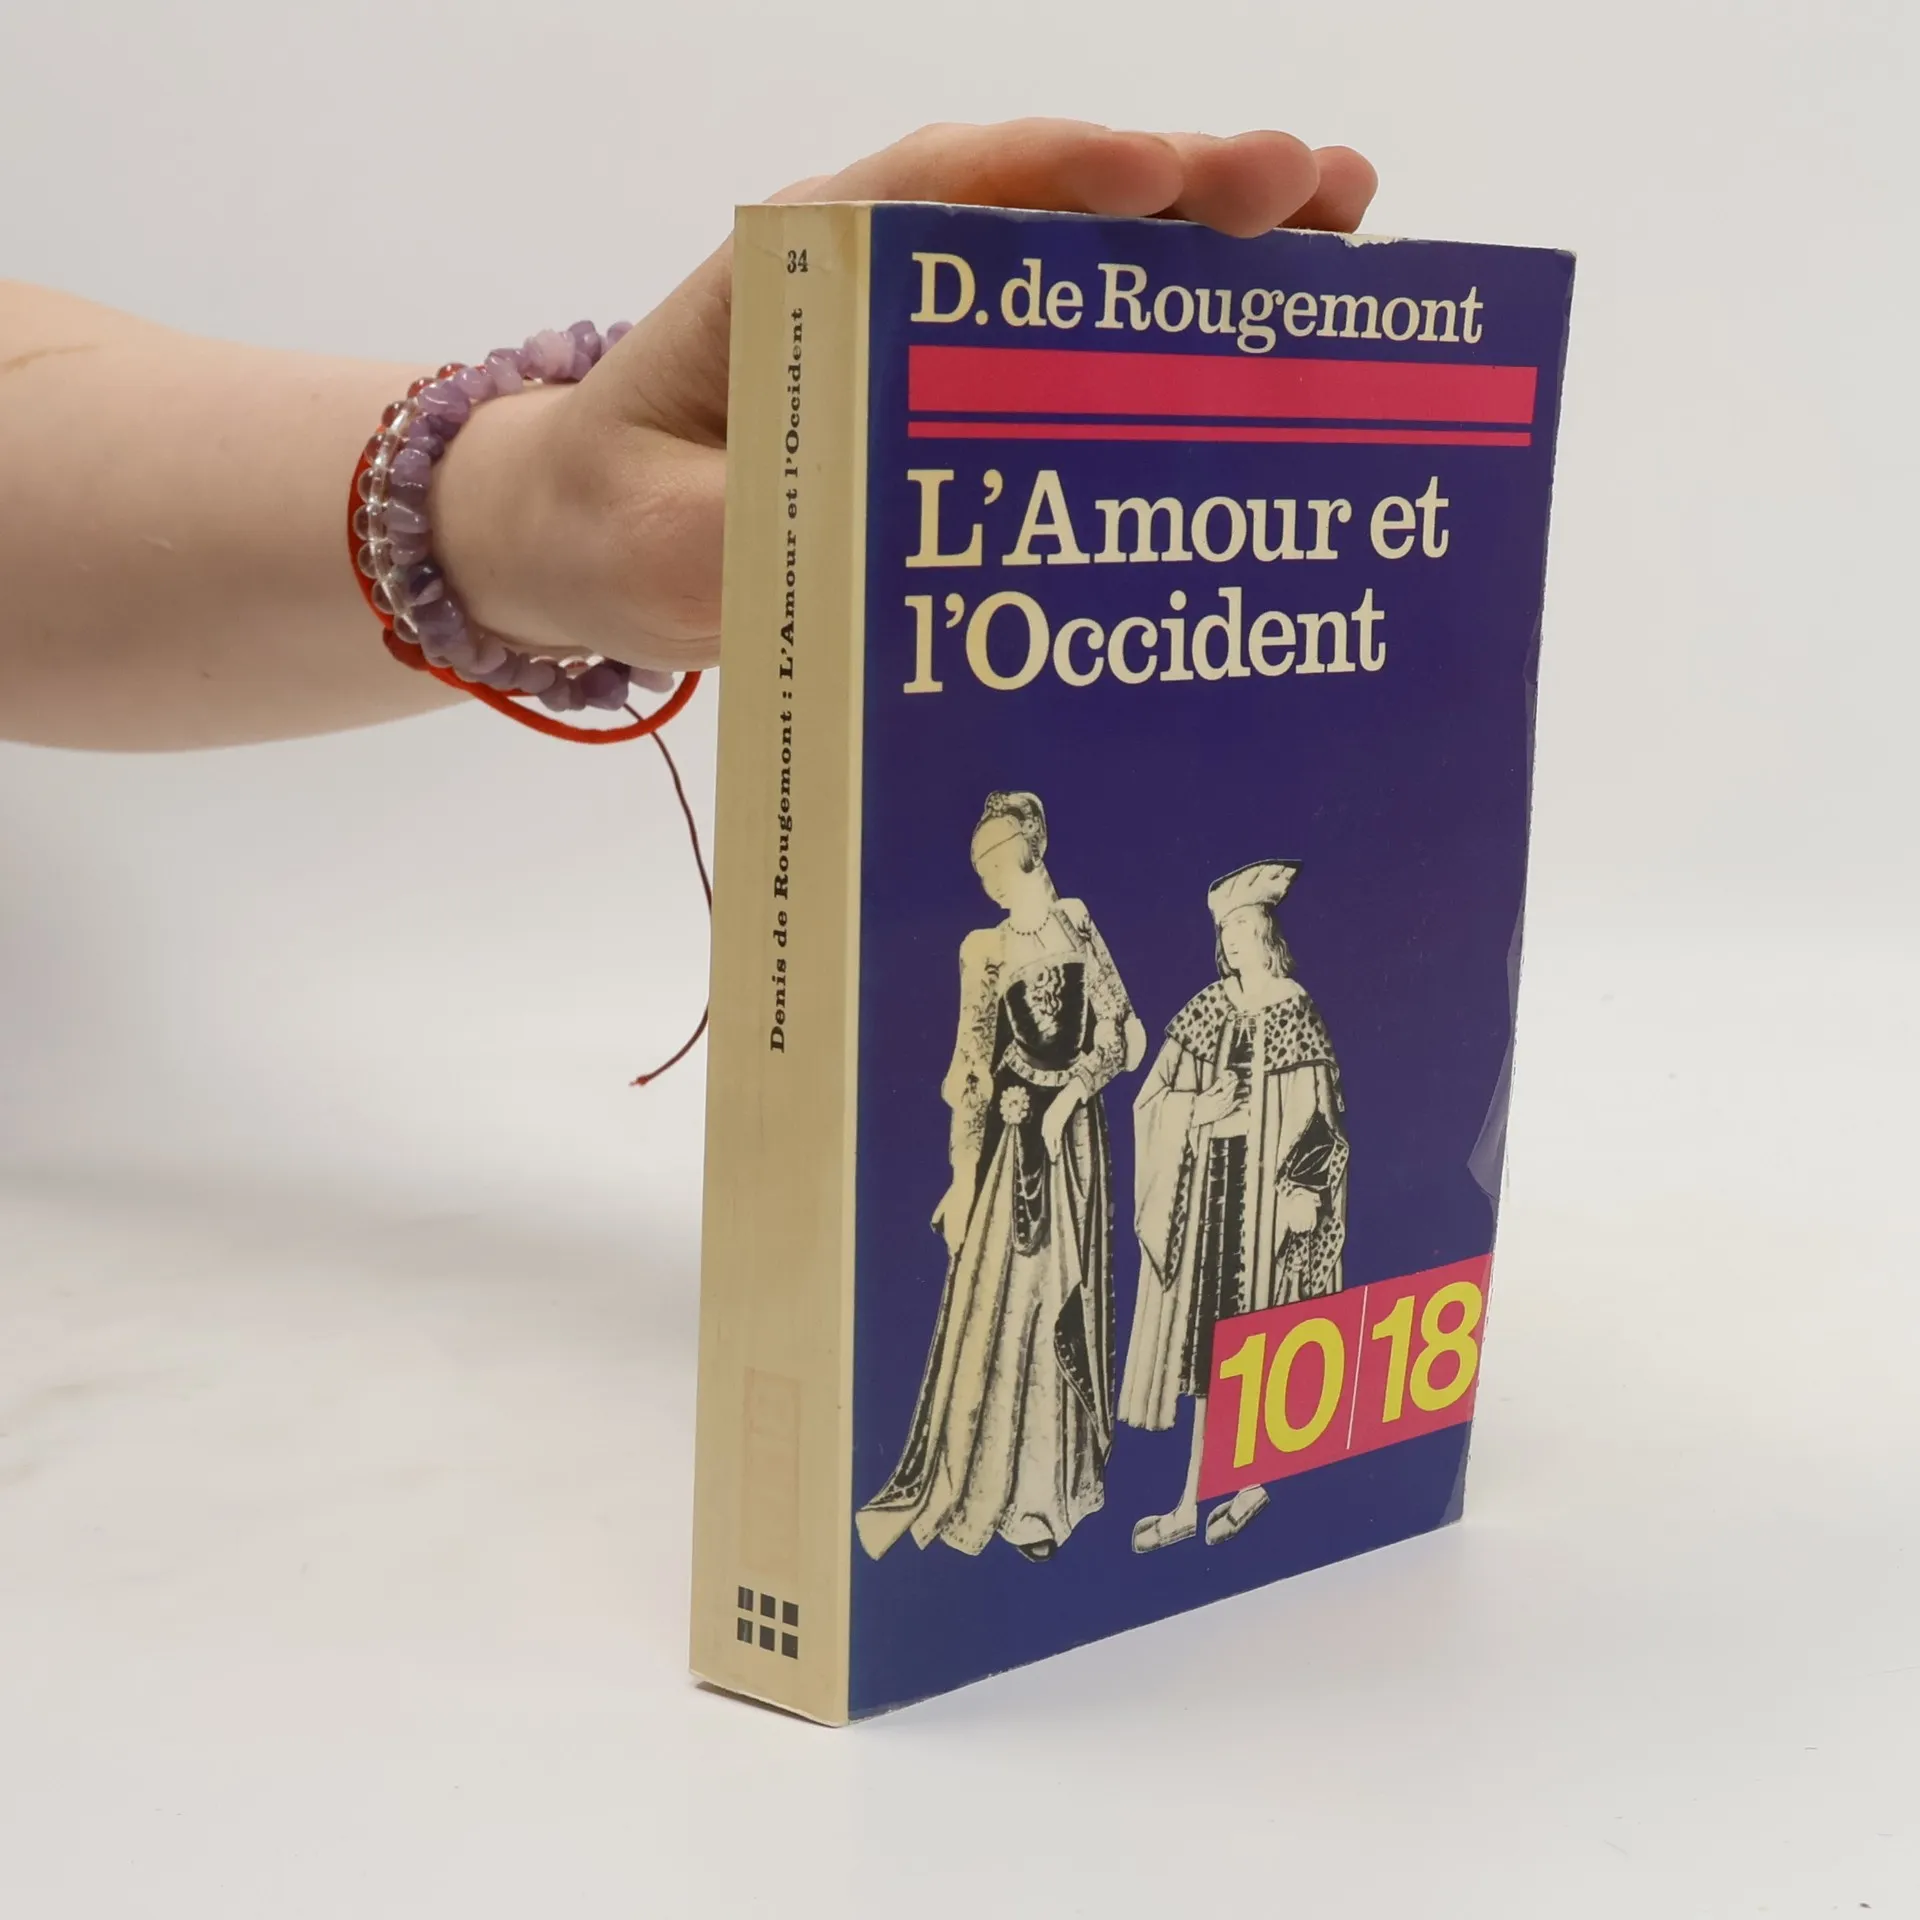 34
Denis de Rougemont : L'Amour et l'Occident
D. de Rougemont
L'Amour et
l'Occident
10|18